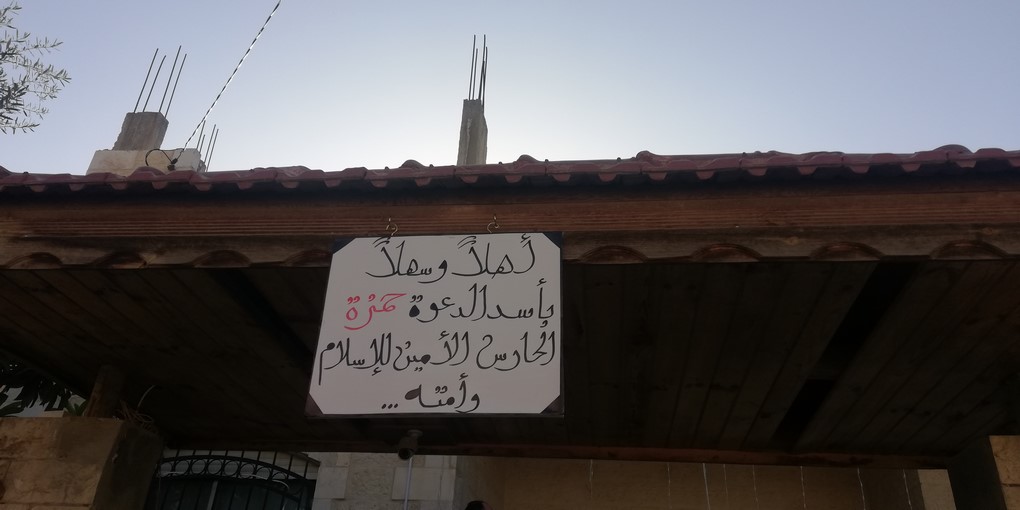 أهلاً وسهلاً
بأسد الدعوة حمزة
الحارس الأمين للإسلام
وأمته ...